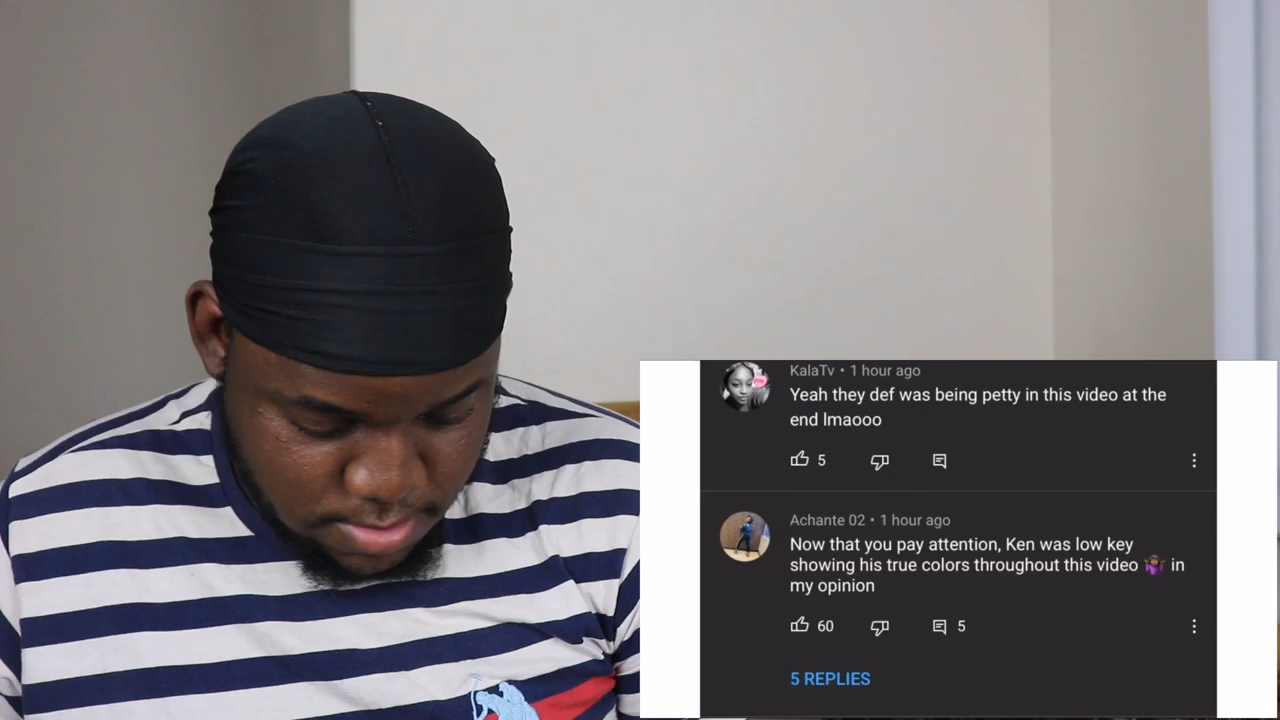 KalaTv • 1 hour ago
Yeah they def was being petty in this video at the
end lmaooo
5
Achante 02 • 1 hour ago
Now that you pay attention, Ken was low key
showing his true colors throughout this video 🤷🏾‍♀️ in
my opinion
60 5
5 REPLIES